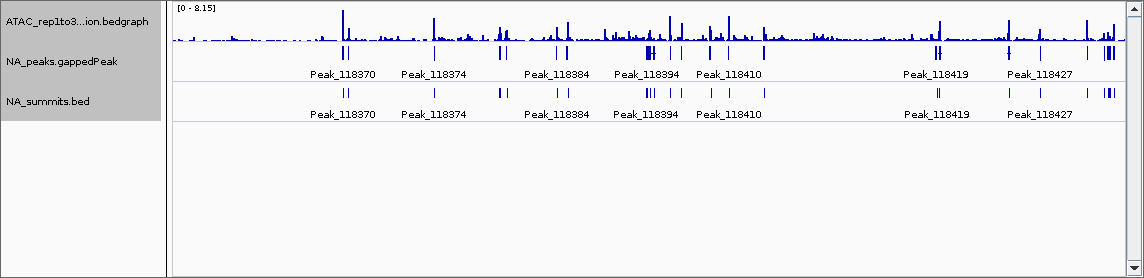 [0 - 8.15]
ATAC_rep1to3...ion.bedgraph
NA_peaks.gappedPeak
Peak_118370 Peak_118374 Peak_118384 Peak_118394 Peak_118410 Peak_118419 Peak_118427
NA_summits.bed
Peak_118370 Peak_118374 Peak_118384 Peak_118394 Peak_118410 Peak_118419 Peak_118427